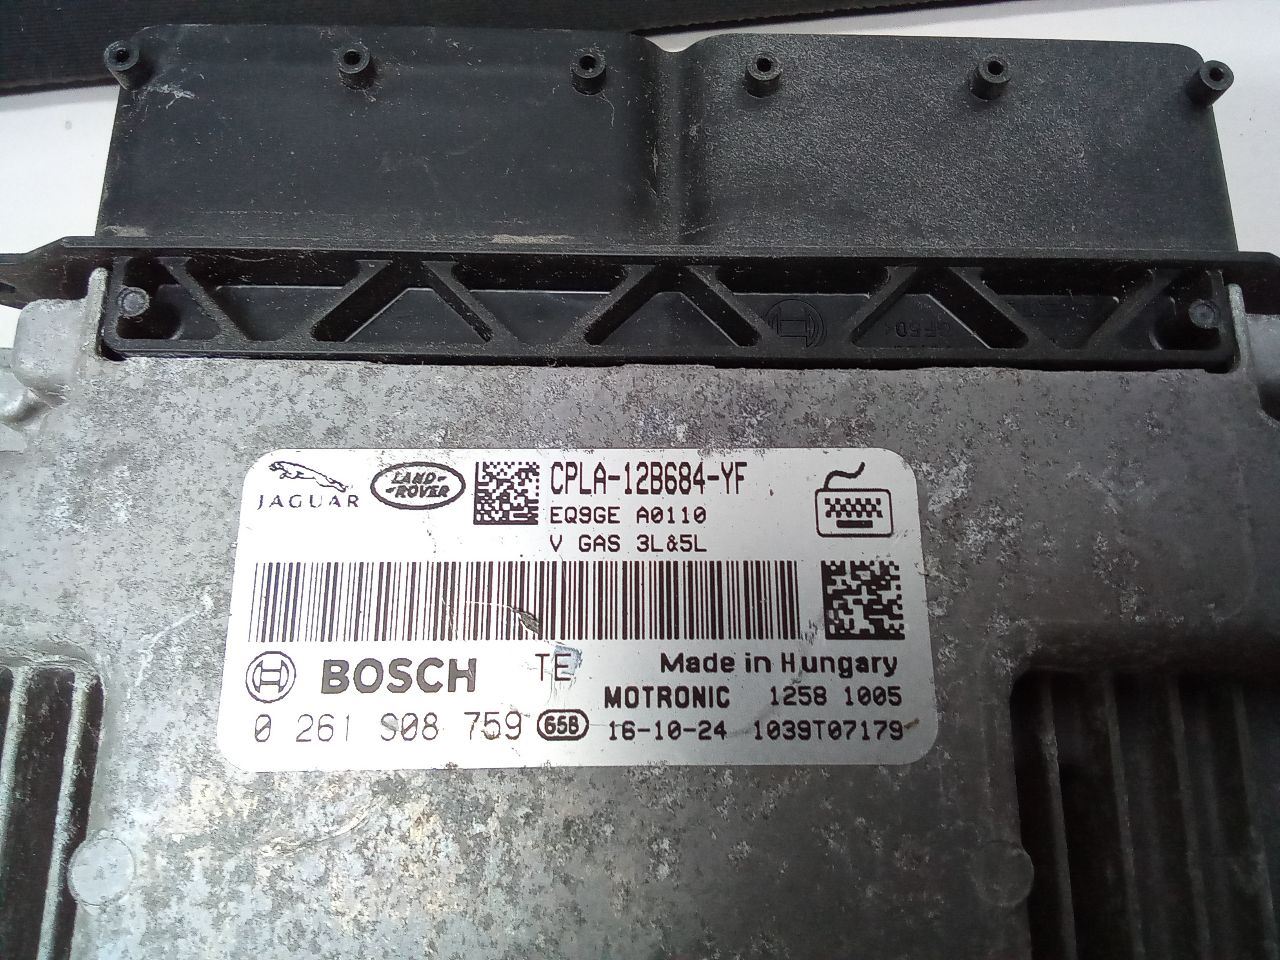 JAGUAR
LAND-
-ROVER
CPLA-12B684-YF
EQ9GE A0110
V GAS 3L&5L
BOSCH TE Made in Hungary
MOTRONIC 1258 1005
0 261 S08 759 65B 16-10-24 1039T07179